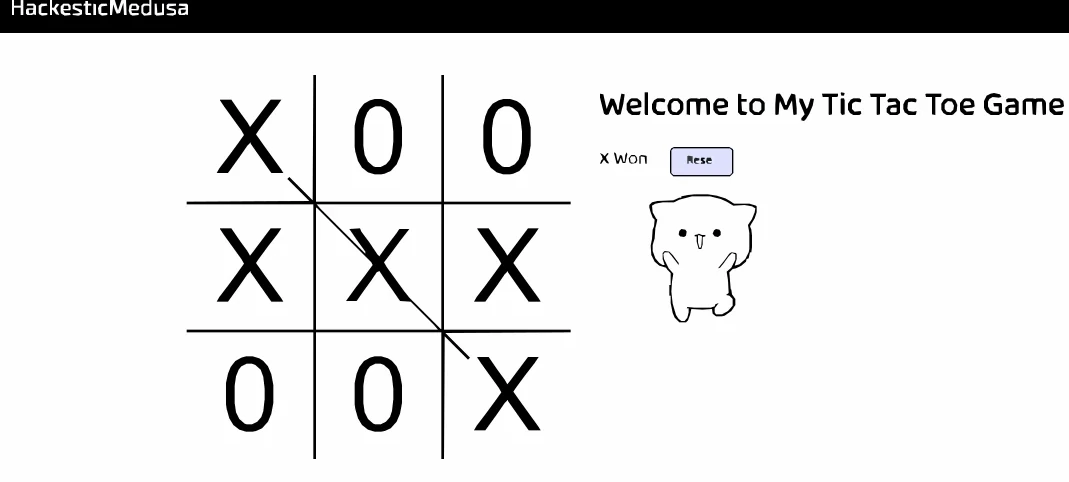 HackesticMedusa
X 0 0
X X X
0 0 X
Welcome to My Tic Tac Toe Game
X Won
Rese